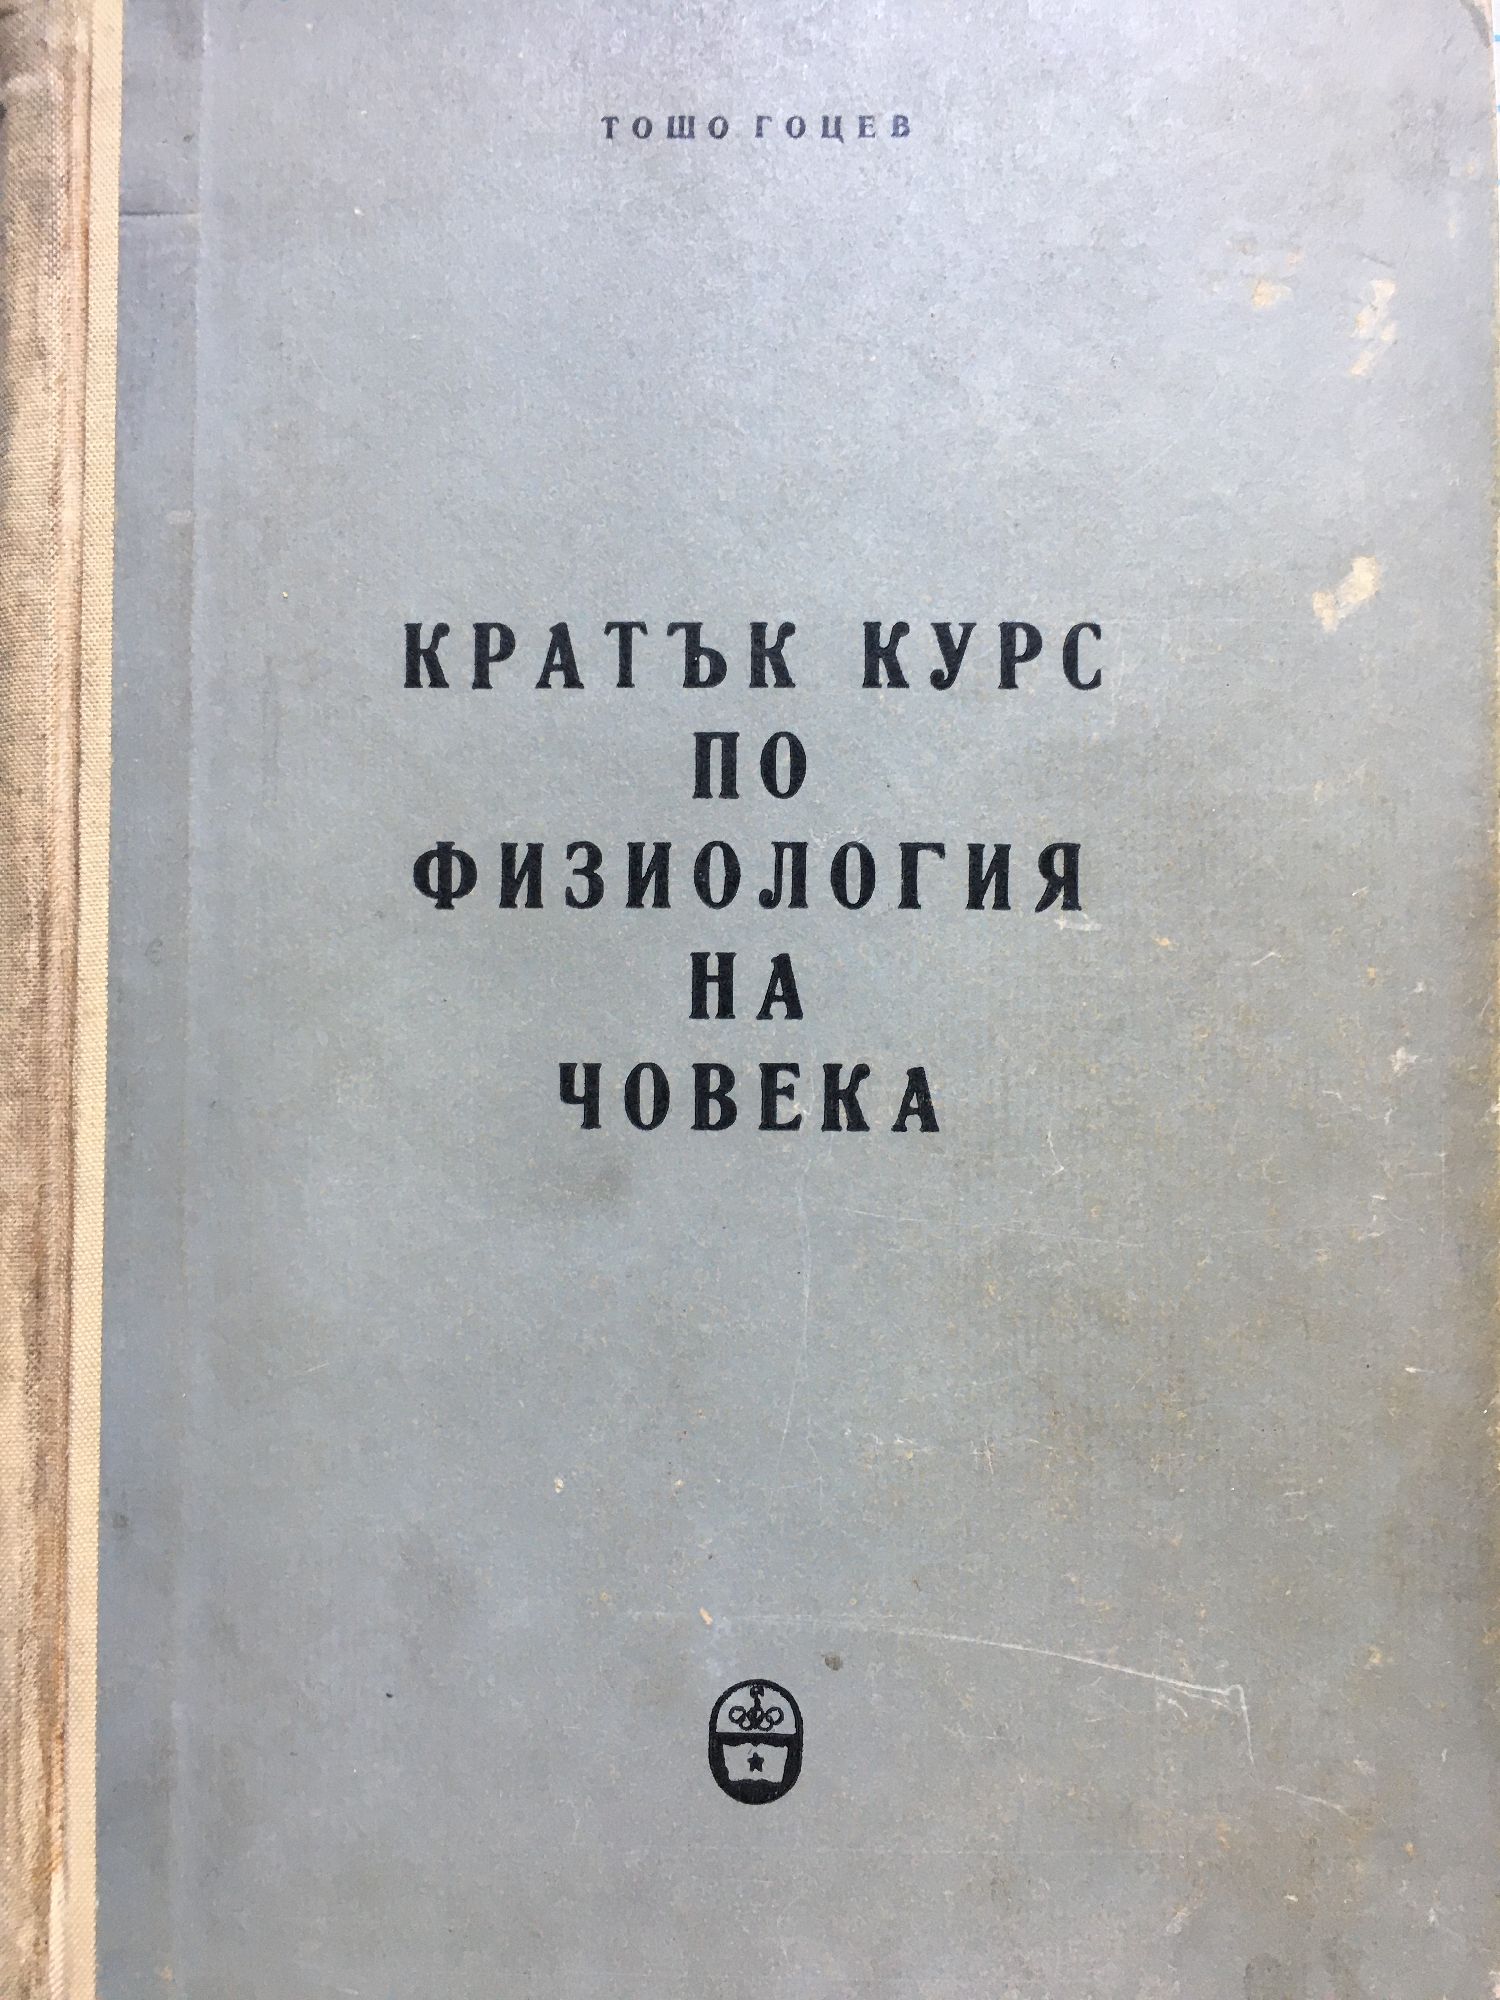 ТОШО ГОЦЕВ
КРАТЪК КУРС
ПО
ФИЗИОЛОГИЯ
НА
ЧОВЕКА